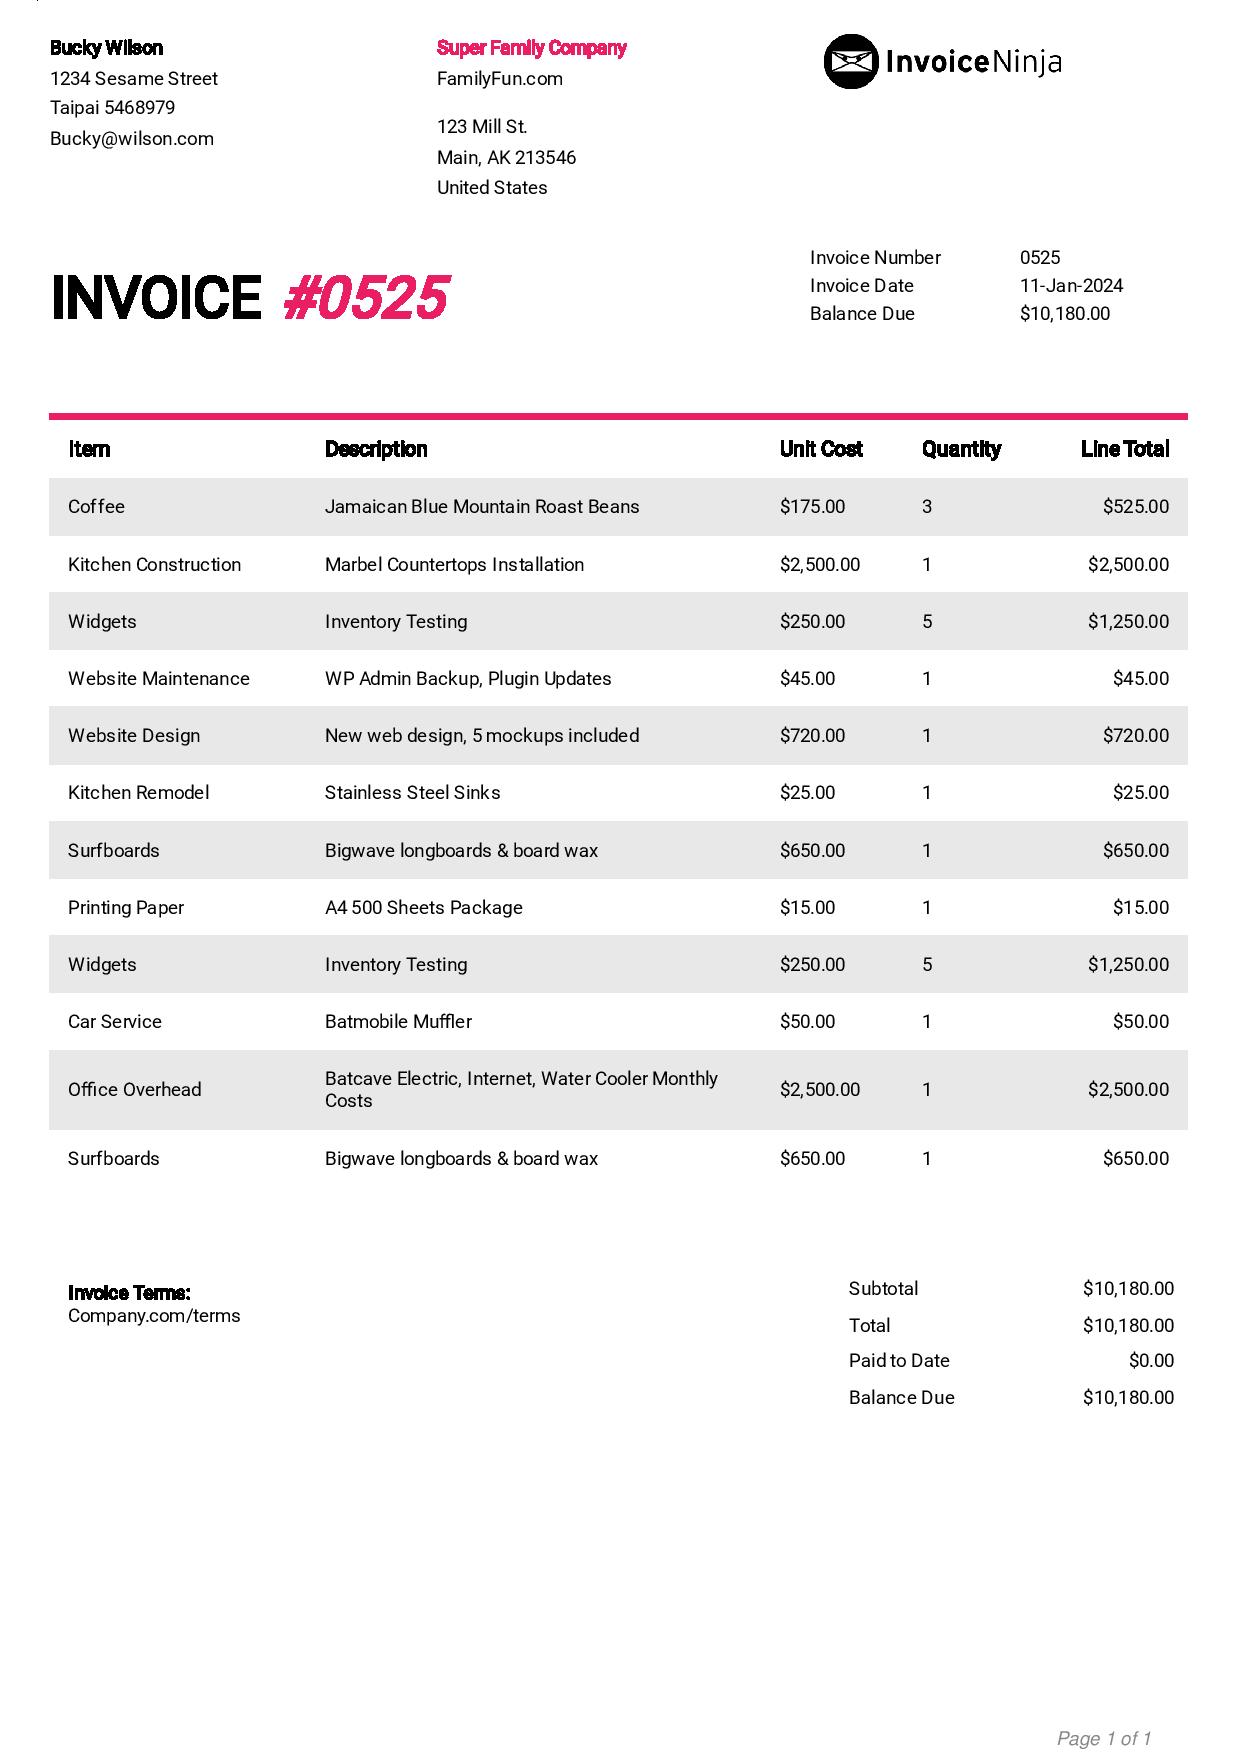 Bucky Wilson
1234 Sesame Street
Taipai 5468979
Bucky@wilson.com
Super Family Company
FamilyFun.com
123 Mill St.
Main, AK 213546
United States
InvoiceNinja
INVOICE #0525
Invoice Number 0525
Invoice Date 11-Jan-2024
Balance Due $10,180.00
Item Description Unit Cost Quantity Line Total
Coffee Jamaican Blue Mountain Roast Beans $175.00 3 $525.00
Kitchen Construction Marbel Countertops Installation $2,500.00 1 $2,500.00
Widgets Inventory Testing $250.00 5 $1,250.00
Website Maintenance WP Admin Backup, Plugin Updates $45.00 1 $45.00
Website Design New web design, 5 mockups included $720.00 1 $720.00
Kitchen Remodel Stainless Steel Sinks $25.00 1 $25.00
Surfboards Bigwave longboards & board wax $650.00 1 $650.00
Printing Paper A4 500 Sheets Package $15.00 1 $15.00
Widgets Inventory Testing $250.00 5 $1,250.00
Car Service Batmobile Muffler $50.00 1 $50.00
Office Overhead Batcave Electric, Internet, Water Cooler Monthly
Costs $2,500.00 1 $2,500.00
Surfboards Bigwave longboards & board wax $650.00 1 $650.00
Invoice Terms:
Company.com/terms
Subtotal $10,180.00
Total $10,180.00
Paid to Date $0.00
Balance Due $10,180.00
Page 1 of 1